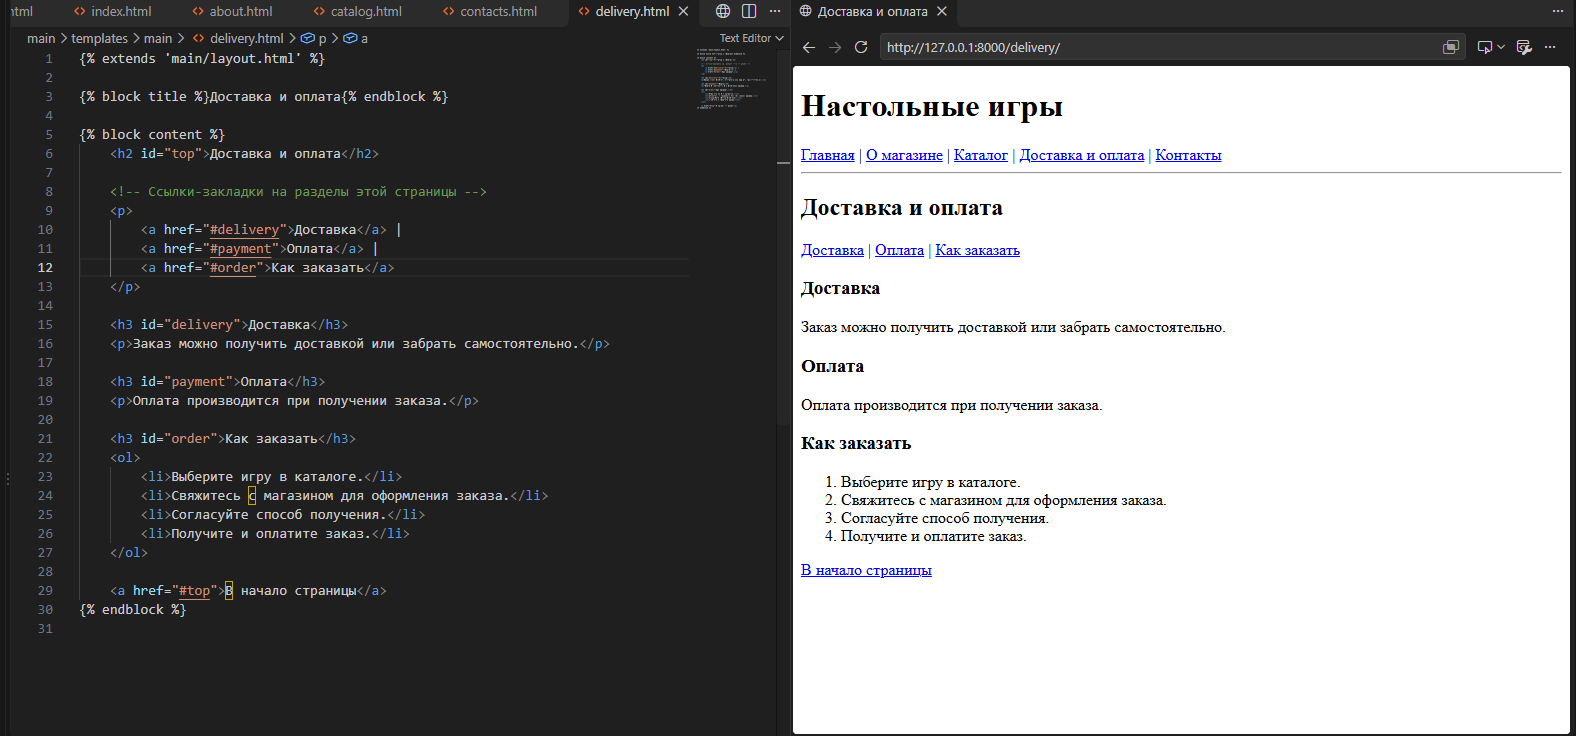 html index.html about.html catalog.html contacts.html delivery.html
main > templates > main > delivery.html > p > a Text Editor
1 {% extends 'main/layout.html' %}
2
3 {% block title %}Доставка и оплата{% endblock %}
4
5 {% block content %}
6 <h2 id="top">Доставка и оплата</h2>
7
8 <!-- Ссылки-закладки на разделы этой страницы -->
9 <p>
10 <a href="#delivery">Доставка</a> |
11 <a href="#payment">Оплата</a> |
12 <a href="#order">Как заказать</a>
13 </p>
14
15 <h3 id="delivery">Доставка</h3>
16 <p>Заказ можно получить доставкой или забрать самостоятельно.</p>
17
18 <h3 id="payment">Оплата</h3>
19 <p>Оплата производится при получении заказа.</p>
20
21 <h3 id="order">Как заказать</h3>
22 <ol>
23 <li>Выберите игру в каталоге.</li>
24 <li>Свяжитесь с магазином для оформления заказа.</li>
25 <li>Согласуйте способ получения.</li>
26 <li>Получите и оплатите заказ.</li>
27 </ol>
28
29 <a href="#top">В начало страницы</a>
30 {% endblock %}
31
Доставка и оплата
http://127.0.0.1:8000/delivery/
Настольные игры
Главная | О магазине | Каталог | Доставка и оплата | Контакты
Доставка и оплата
Доставка | Оплата | Как заказать
Доставка
Заказ можно получить доставкой или забрать самостоятельно.
Оплата
Оплата производится при получении заказа.
Как заказать
1. Выберите игру в каталоге.
2. Свяжитесь с магазином для оформления заказа.
3. Согласуйте способ получения.
4. Получите и оплатите заказ.
В начало страницы